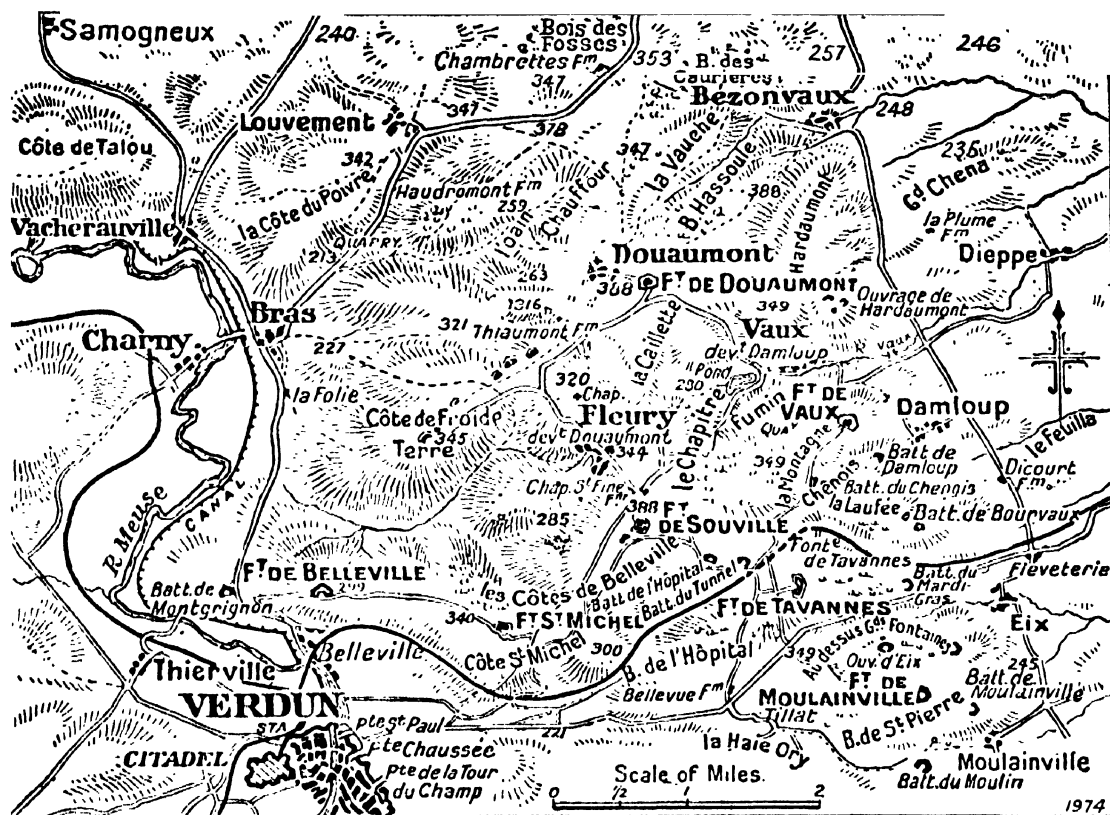 Samogneux
240
Bois des
Fosses
Chambrettes Fm
347
353
B. des
Caurieres
257
246
Bézonvaux
248
Louvement
347
378
Côte de Talou
342
la Côte du Poivre
Haudromont Fm
259
347
la Vauche
B. Hassoule
388
Hardaumont
236
Gd Chena
la Plume
Fm
Dieppe
Vacherauville
QUARRY
213
Chauffour
263
Douaumont
388
FT DE DOUAUMONT
349
Ouvrage de
Hardaumont
Bras
Charny
227
321
316
Thiaumont Fm
la Caillette
Vaux
devt Damloup
Vaux
Pond
230
la Folie
320
Chap.
Fleury
devt Douaumont
344
Côte de Froide
345
Terre
le Chapitre
Fumin
FT DE
VAUX
Damloup
le Feuilla
349
la Montagne
Chénois
Batt de
Damloup
Dicourt
Fm
Chap. St Fine
388
FT
DE SOUVILLE
Batt. du Chenois
la Laufée
Batt. de Bourvaux
R. Meuse
CANAL
285
Fonte
de Tavannes
FT DE BELLEVILLE
Batt. de
Montgrignon
les
Côtes de Belleville
Batt de l'Hôpital
Batt. du Tunnel
Batt. du
Mardi
Gras
Fiéveterie
340
FT ST MICHEL
FT DE TAVANNES
Eix
Thierville
Belleville
Côte St Michel
300
B. de l'Hôpital
349
Au dessus Gds Fontaines
Ouv. d'Eix
245
Bellevue Fm
FT DE
MOULAINVILLE
Batt. de
Moulainville
VERDUN
STA
pte St Paul
221
Tillat
B. de St Pierre
CITADEL
Pte Chaussée
Pte de la Tour
du Champ
la Haie Ory
Moulainville
Batt. du Moulin
Scale of Miles.
0
1/2
1
2
1974